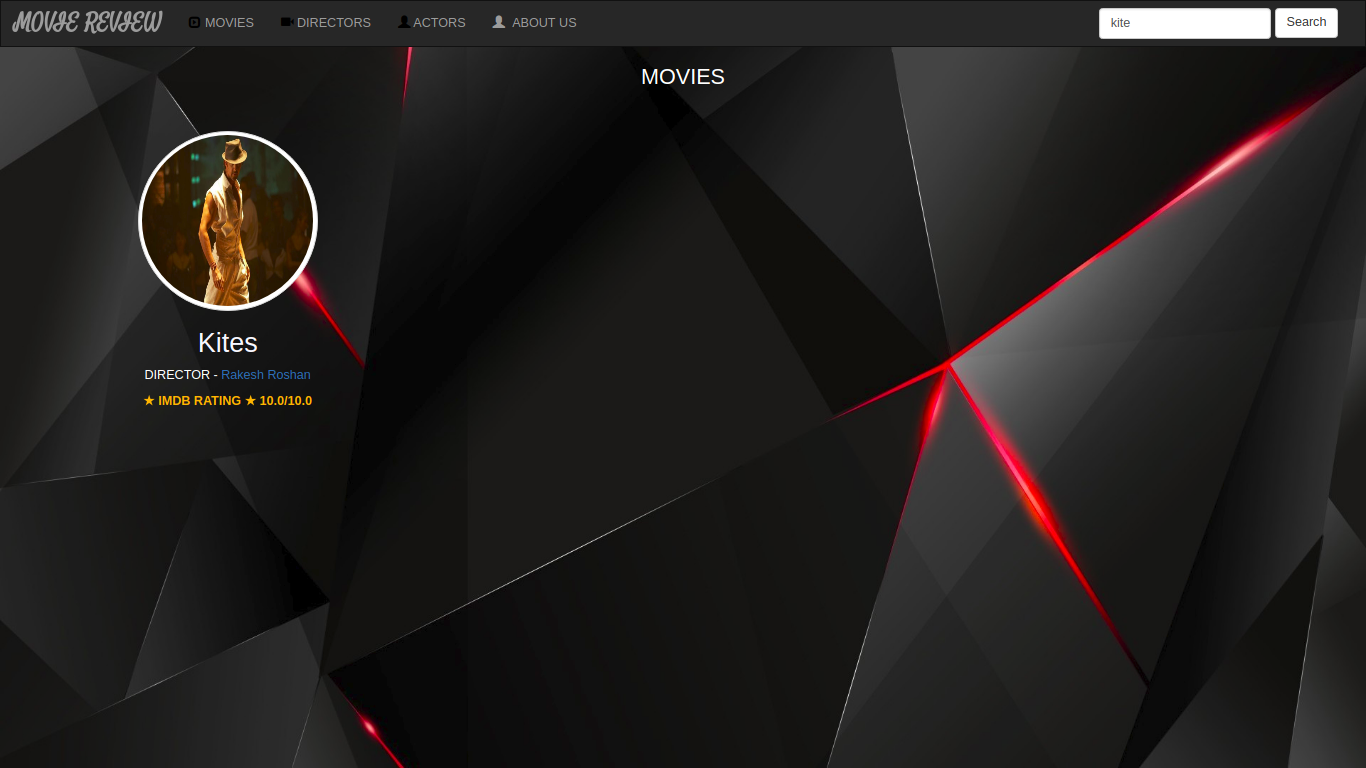 MOVIE REVIEW MOVIES DIRECTORS ACTORS ABOUT US kite Search
MOVIES
Kites
DIRECTOR - Rakesh Roshan
★ IMDB RATING ★ 10.0/10.0